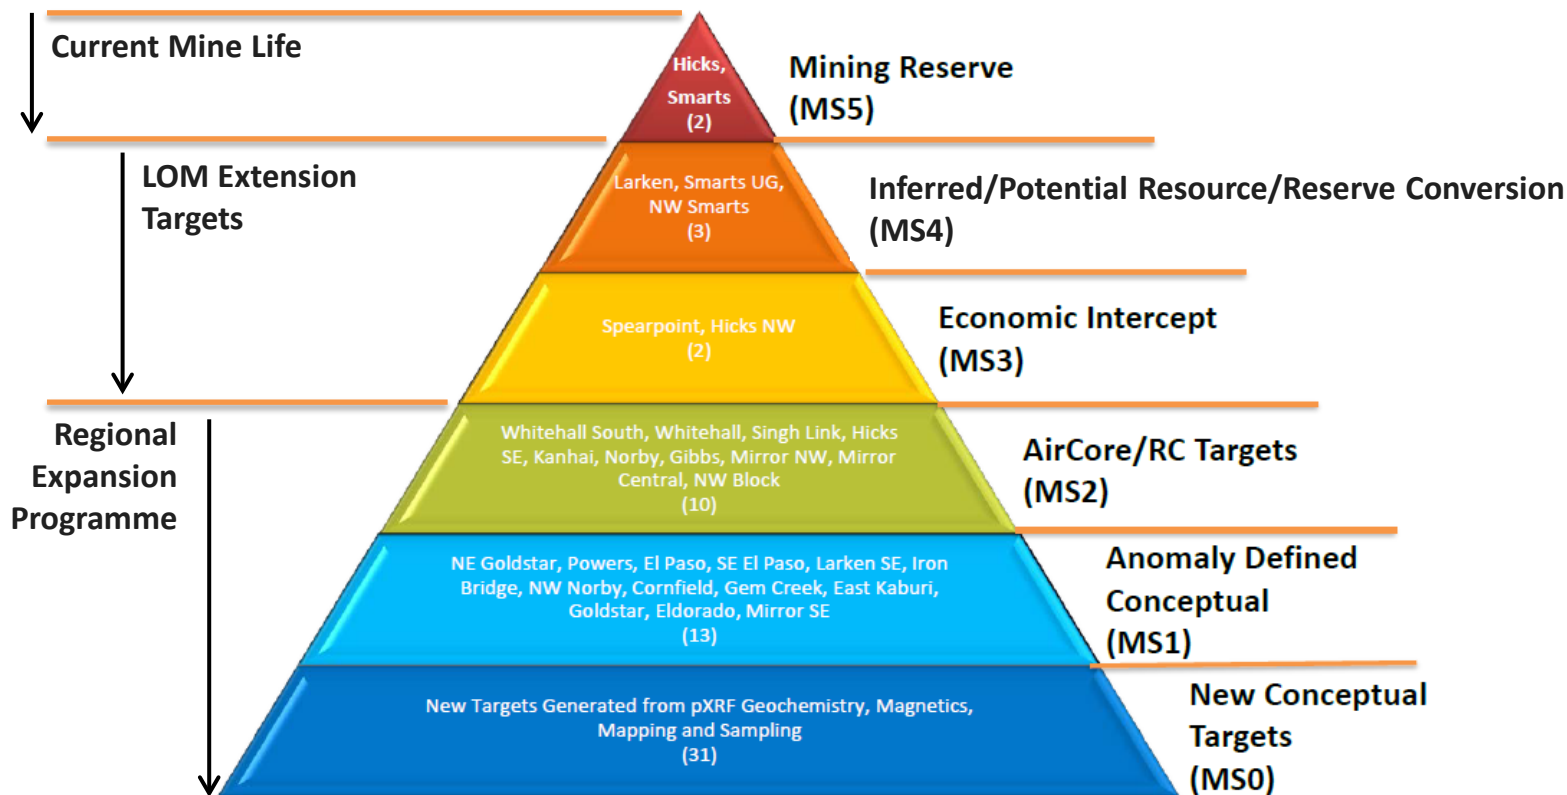 Current Mine Life
Hicks,
Smarts
(2)
Mining Reserve
(MS5)
LOM Extension
Targets
Larken, Smarts UG,
NW Smarts
(3)
Inferred/Potential Resource/Reserve Conversion
(MS4)
Spearpoint, Hicks NW
(2)
Economic Intercept
(MS3)
Regional
Expansion
Programme
Whitehall South, Whitehall, Singh Link, Hicks
SE, Kanhai, Norby, Gibbs, Mirror NW, Mirror
Central, NW Block
(10)
AirCore/RC Targets
(MS2)
NE Goldstar, Powers, El Paso, SE El Paso, Larken SE, Iron
Bridge, NW Norby, Cornfield, Gem Creek, East Kaburi,
Goldstar, Eldorado, Mirror SE
(13)
Anomaly Defined
Conceptual
(MS1)
New Targets Generated from pXRF Geochemistry, Magnetics,
Mapping and Sampling
(31)
New Conceptual
Targets
(MS0)